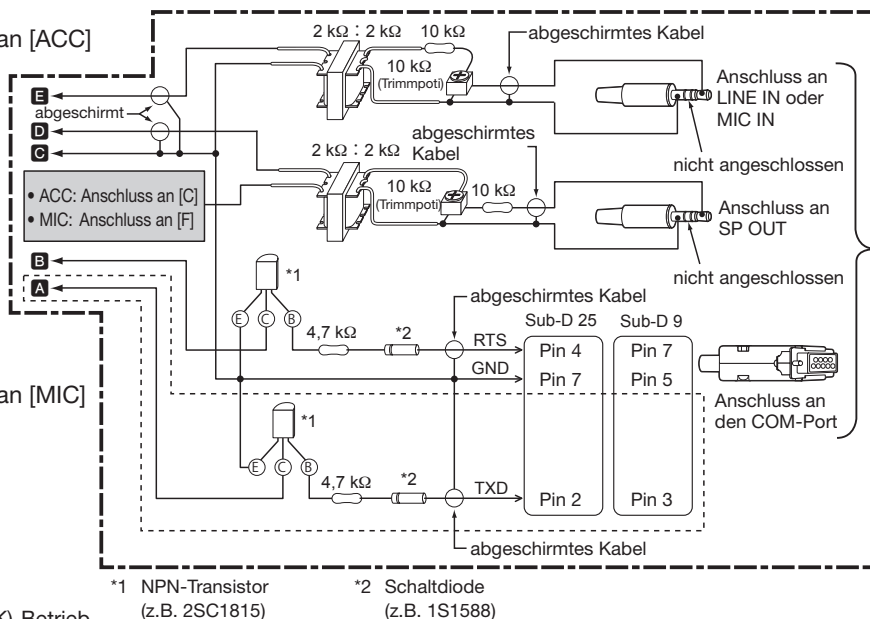 an [ACC]
2 kΩ : 2 kΩ
10 kΩ
abgeschirmtes Kabel
10 kΩ
(Trimmpoti)
Anschluss an
LINE IN oder
MIC IN
nicht angeschlossen
E
abgeschirmt
D
C
2 kΩ : 2 kΩ
abgeschirmtes
Kabel
10 kΩ
(Trimmpoti)
10 kΩ
Anschluss an
SP OUT
nicht angeschlossen
• ACC: Anschluss an [C]
• MIC: Anschluss an [F]
B
A
*1
E C B
4,7 kΩ
*2
abgeschirmtes Kabel
RTS
GND
Sub-D 25
Sub-D 9
Pin 4
Pin 7
Pin 7
Pin 5
Anschluss an
den COM-Port
an [MIC]
*1
E C B
4,7 kΩ
*2
TXD
Pin 2
Pin 3
abgeschirmtes Kabel
*1 NPN-Transistor
(z.B. 2SC1815)
*2 Schaltdiode
(z.B. 1S1588)
K)-Betrieb